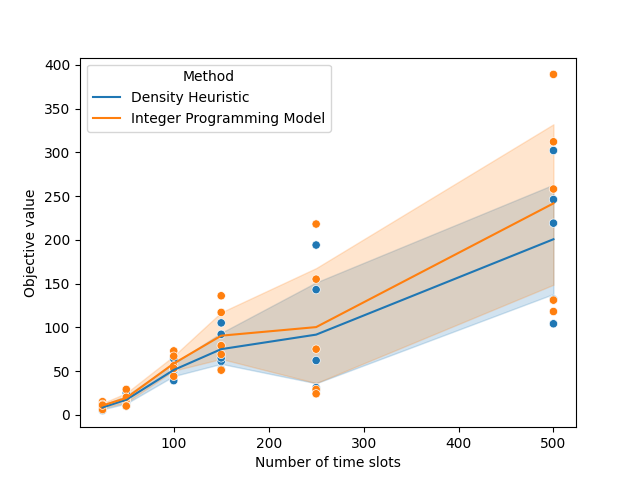 Method
Density Heuristic
Integer Programming Model
400
350
300
250
200
150
100
50
0
Objective value
100
200
300
400
500
Number of time slots